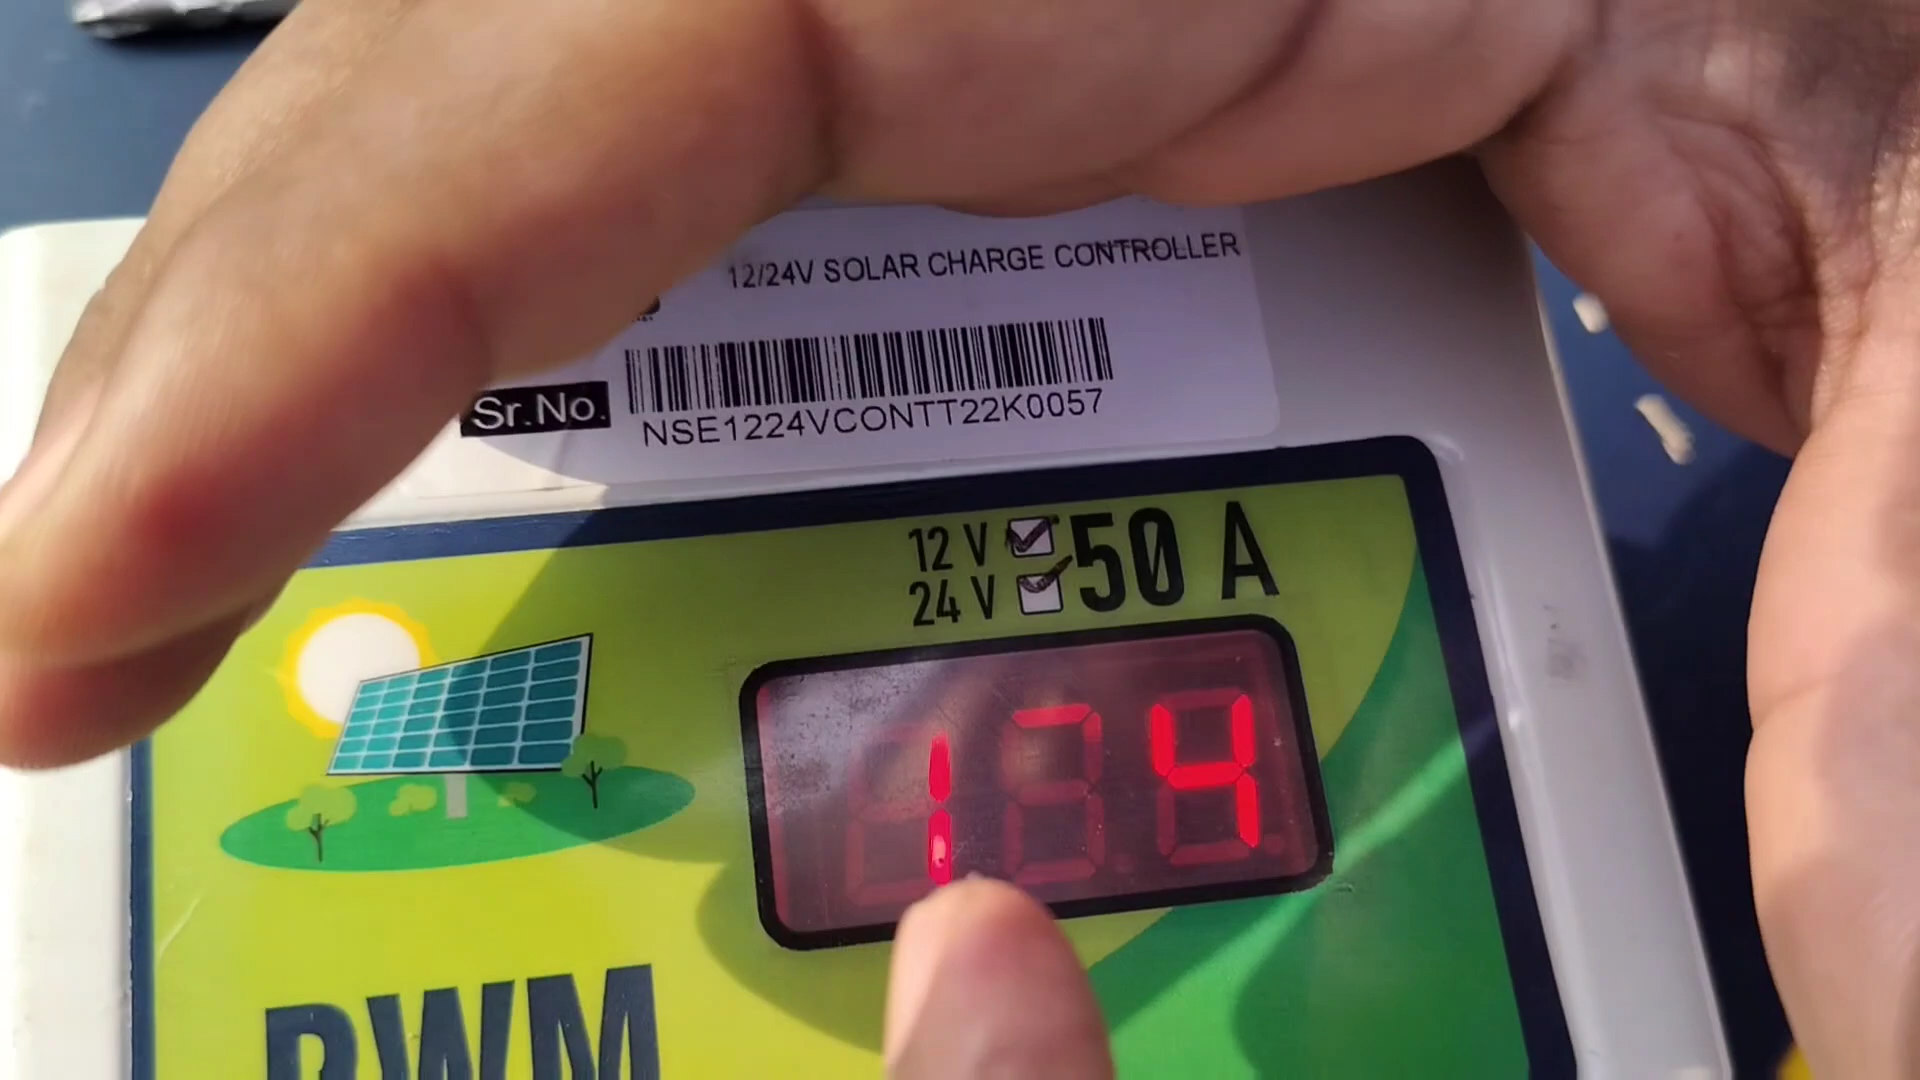 12/24V SOLAR CHARGE CONTROLLER
Sr.No.
NSE1224VCONTT22K0057
12 V
50 A
24 V
PWM